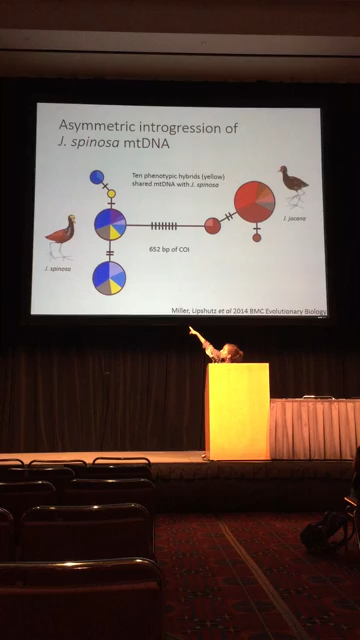 Asymmetric introgression of
J. spinosa mtDNA
Ten phenotypic hybrids (yellow)
shared mtDNA with J. spinosa
J. jacana
J. spinosa
652 bp of COI
Miller, Lipshutz et al 2014 BMC Evolutionary Biology